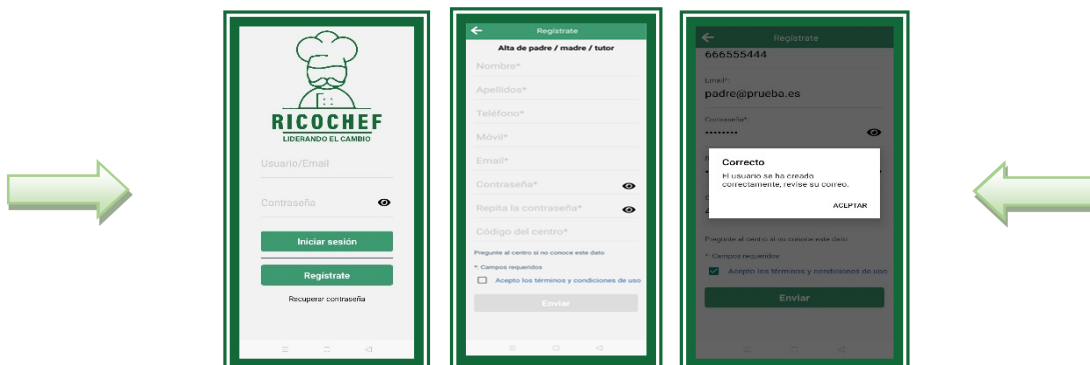 RICOCHEF
LIDERANDO EL CAMBIO
Usuario/Email
Contraseña
Iniciar sesión
Regístrate
Recuperar contraseña
Regístrate
Alta de padre / madre / tutor
Nombre*
Apellidos*
Teléfono*
Móvil*
Email*
Contraseña*
Repita la contraseña*
Código del centro*
Pregunte al centro si no conoce este dato
*: Campos requeridos
Acepto los términos y condiciones de uso
Enviar
Regístrate
666555444
Email*:
padre@prueba.es
Contraseña*:
Correcto
El usuario se ha creado
correctamente, revise su correo.
ACEPTAR
Pregunte al centro si no conoce este dato
*: Campos requeridos
Acepto los términos y condiciones de uso
Enviar